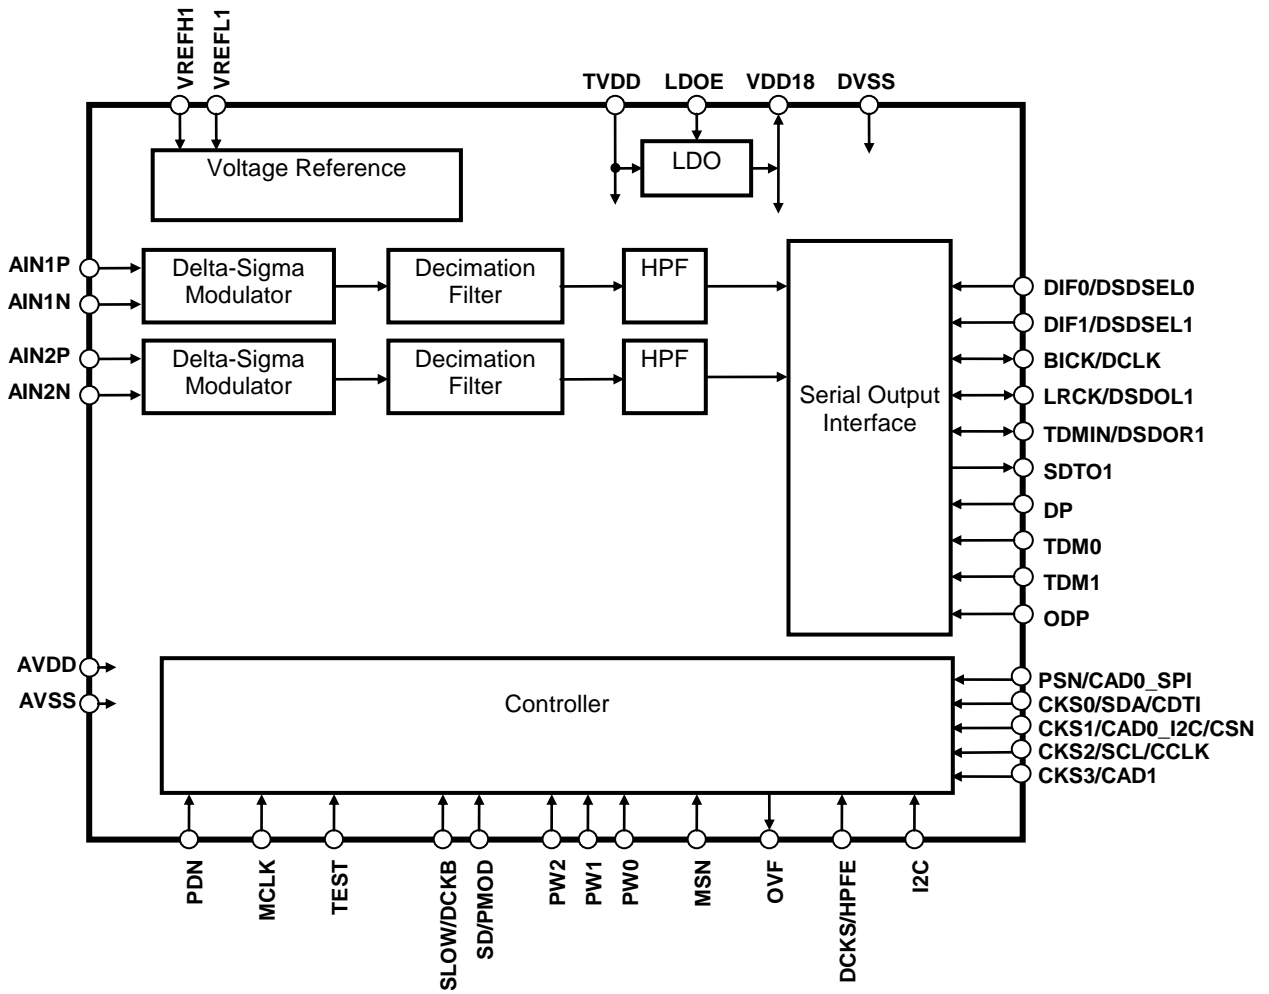 VREFH1
VREFL1
TVDD
LDOE
VDD18
DVSS
Voltage Reference
LDO
AIN1P
AIN1N
AIN2P
AIN2N
Delta-Sigma
Modulator
Decimation
Filter
HPF
Delta-Sigma
Modulator
Decimation
Filter
HPF
Serial Output
Interface
DIF0/DSDSEL0
DIF1/DSDSEL1
BICK/DCLK
LRCK/DSDOL1
TDMIN/DSDOR1
SDTO1
DP
TDM0
TDM1
ODP
AVDD
AVSS
Controller
PSN/CAD0_SPI
CKS0/SDA/CDTI
CKS1/CAD0_I2C/CSN
CKS2/SCL/CCLK
CKS3/CAD1
PDN
MCLK
TEST
SLOW/DCKB
SD/PMOD
PW2
PW1
PW0
MSN
OVF
DCKS/HPFE
I2C